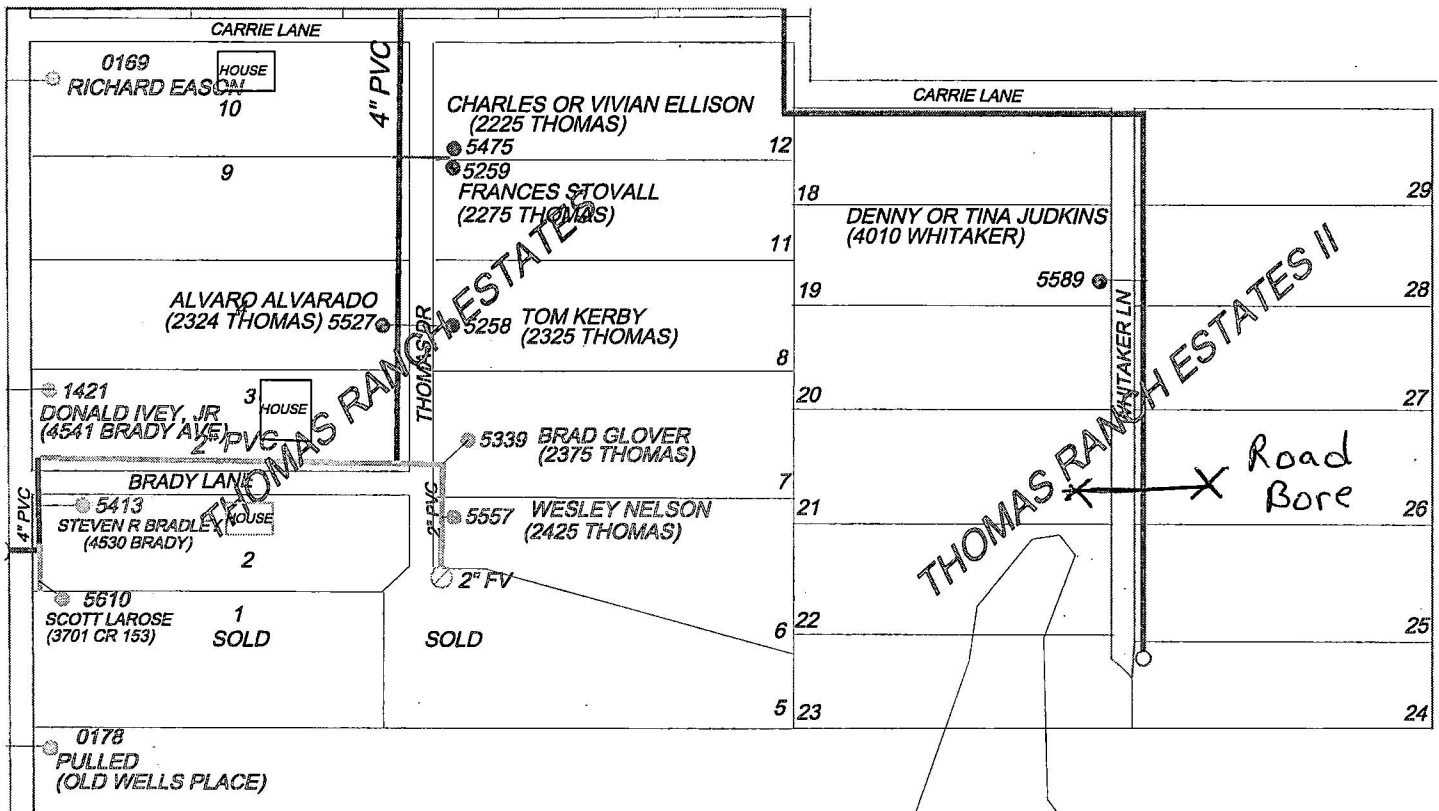 CARRIE LANE
0169
RICHARD EASON
HOUSE
10
4" PVC
CHARLES OR VIVIAN ELLISON
(2225 THOMAS)
5475
12
9
5259
FRANCES STOVALL
(2275 THOMAS)
11
ALVARO ALVARADO
(2324 THOMAS) 5527
5258
TOM KERBY
(2325 THOMAS)
8
THOMAS DR
THOMAS RANCH ESTATES
1421
DONALD IVEY, JR
(4541 BRADY AVE)
3
HOUSE
2" PVC
5339
BRAD GLOVER
(2375 THOMAS)
7
BRADY LANE
4" PVC
5413
STEVEN R BRADLEY
(4530 BRADY)
HOUSE
2
2" PVC
5557
WESLEY NELSON
(2425 THOMAS)
2" FV
5610
SCOTT LAROSE
(3701 CR 153)
1
SOLD
SOLD
6
5
0178
PULLED
(OLD WELLS PLACE)
CARRIE LANE
18
29
DENNY OR TINA JUDKINS
(4010 WHITAKER)
5589
19
28
WHITAKER LN
THOMAS RANCH ESTATES II
20
27
Road
Bore
21
26
22
25
23
24